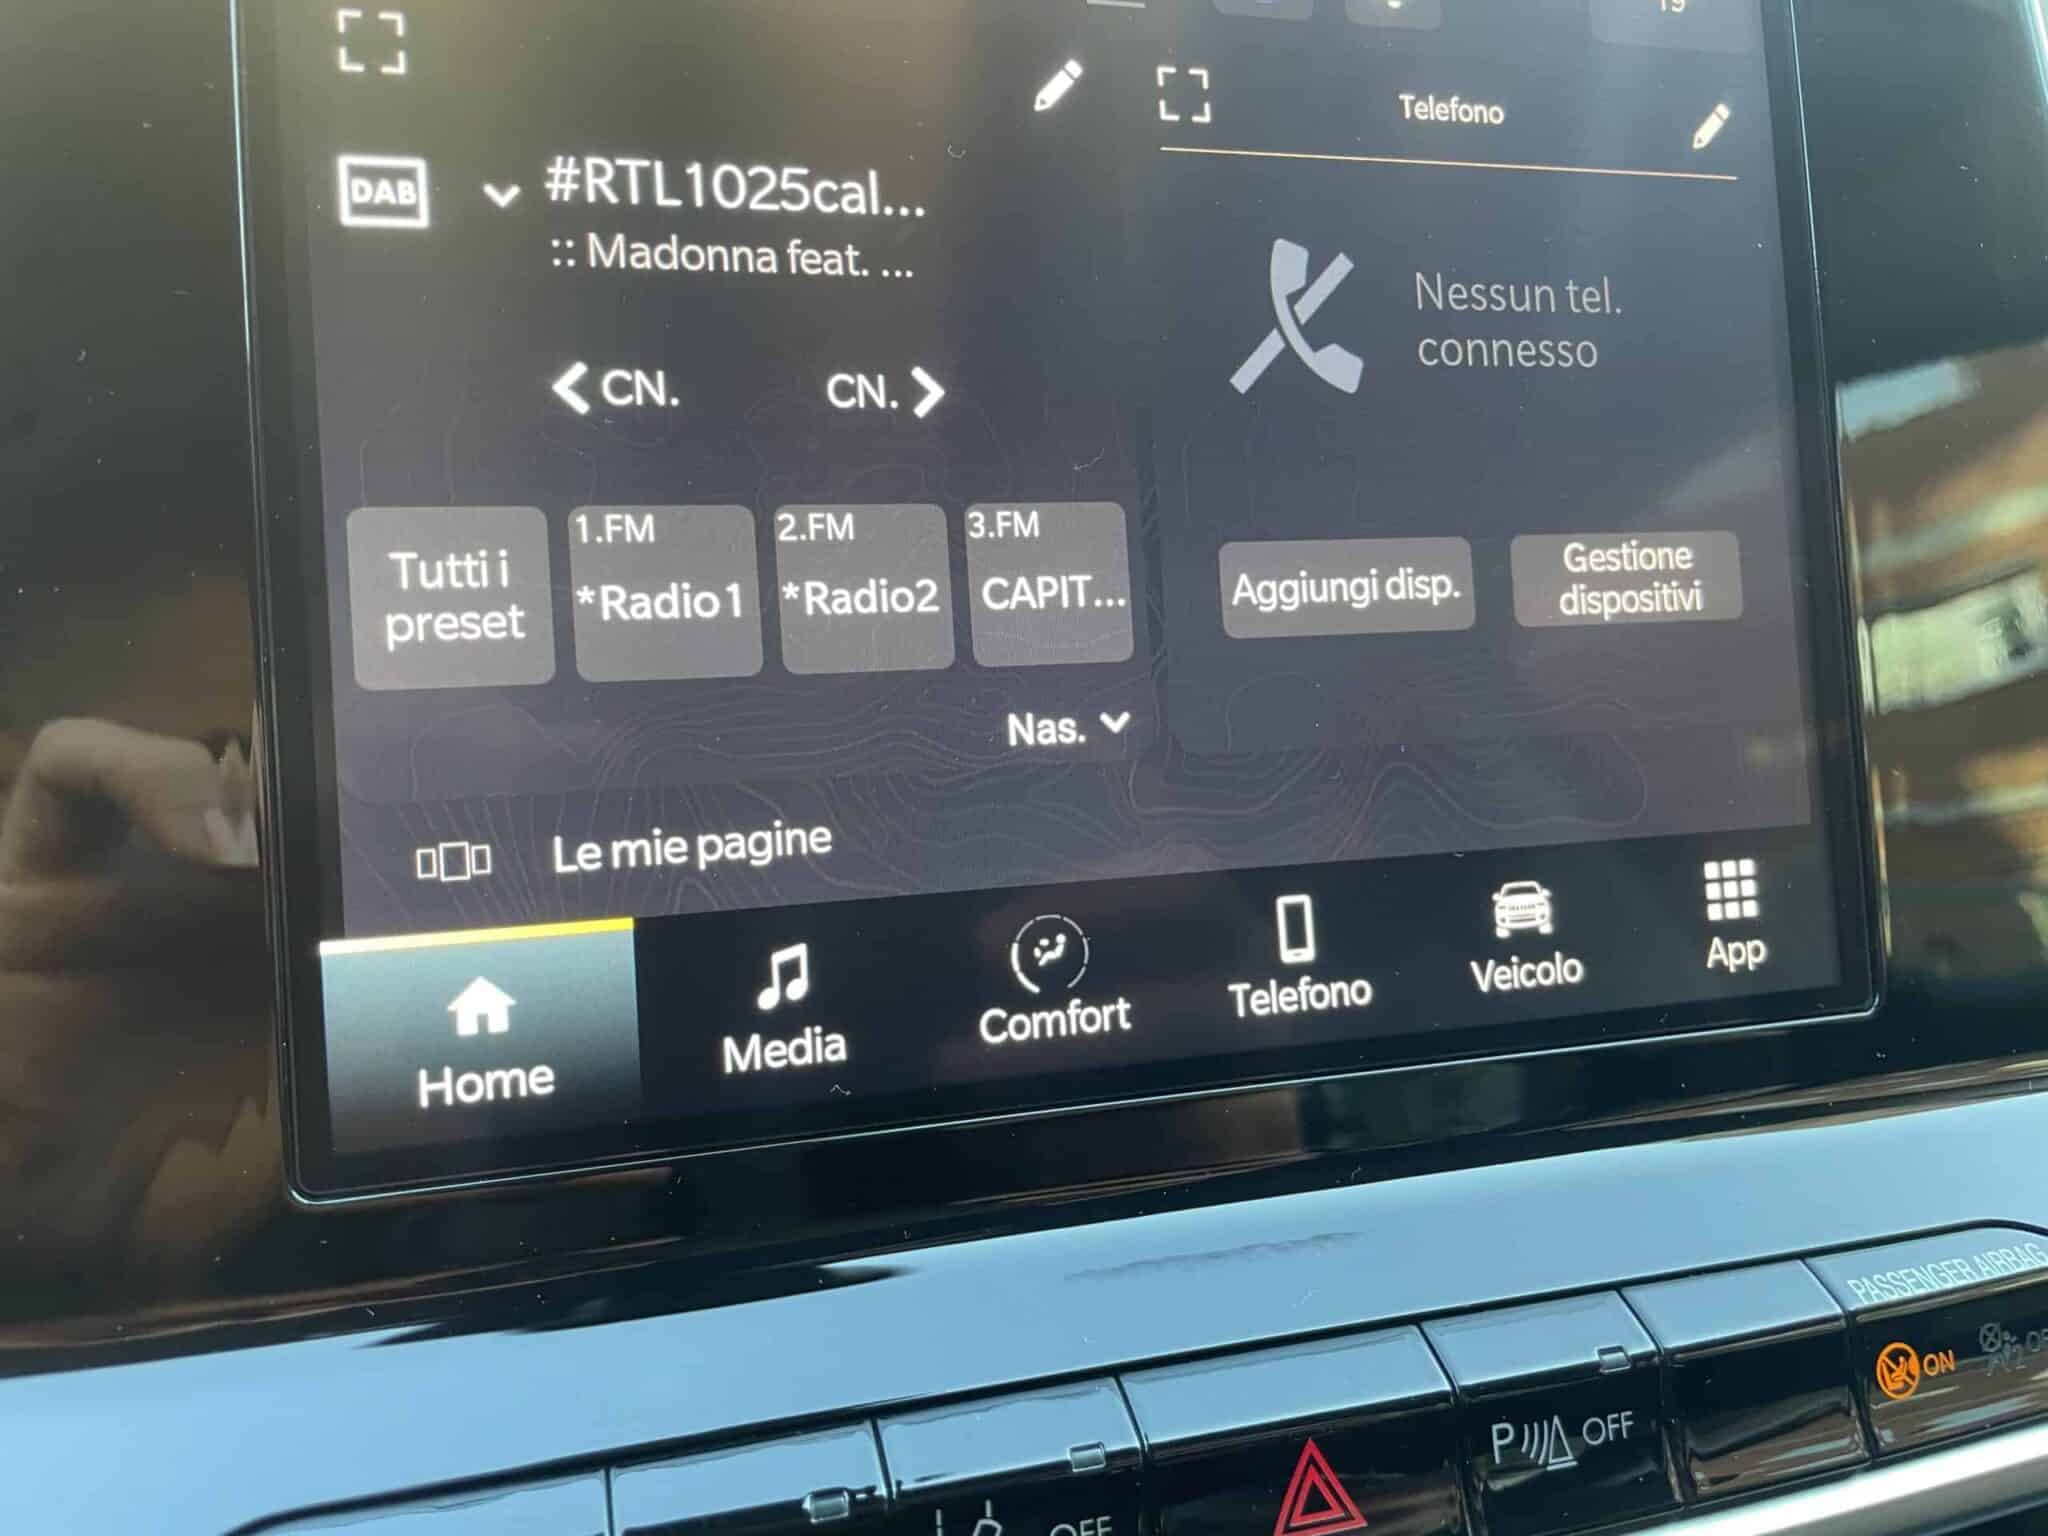 19
Telefono
DAB
#RTL1025cal...
:: Madonna feat. ...
Nessun tel.
connesso
CN.
CN.
Tutti i
preset
1.FM
*Radio1
2.FM
*Radio2
3.FM
CAPIT...
Aggiungi disp.
Gestione
dispositivi
Nas.
Le mie pagine
Home
Media
Comfort
Telefono
Veicolo
App
PASSENGER AIRBAG
ON
P OFF
OFF